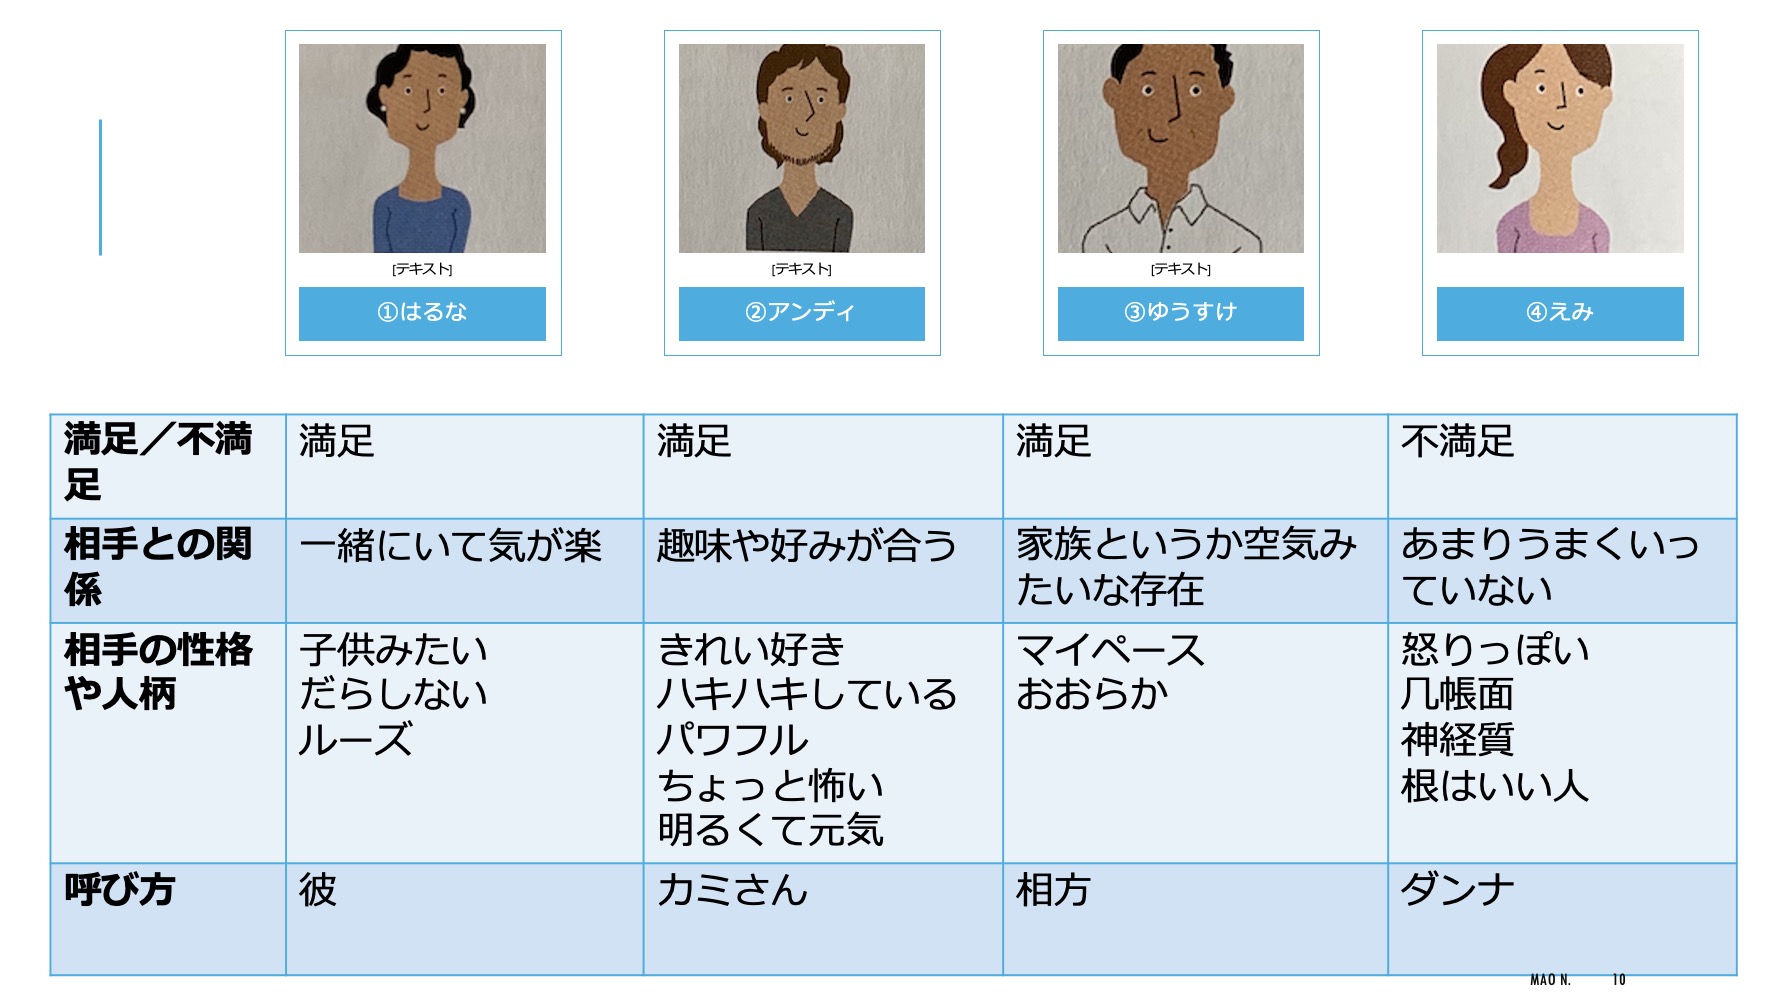 [テキスト]
①はるな
[テキスト]
②アンディ
[テキスト]
③ゆうすけ
④えみ
満足／不満
足
満足
満足
満足
不満足
相手との関
係
一緒にいて気が楽
趣味や好みが合う
家族というか空気み
たいな存在
あまりうまくいっ
ていない
相手の性格
や人柄
子供みたい
だらしない
ルーズ
きれい好き
ハキハキしている
パワフル
ちょっと怖い
明るくて元気
マイペース
おおらか
怒りっぽい
几帳面
神経質
根はいい人
呼び方
彼
カミさん
相方
ダンナ
MAO N. 10